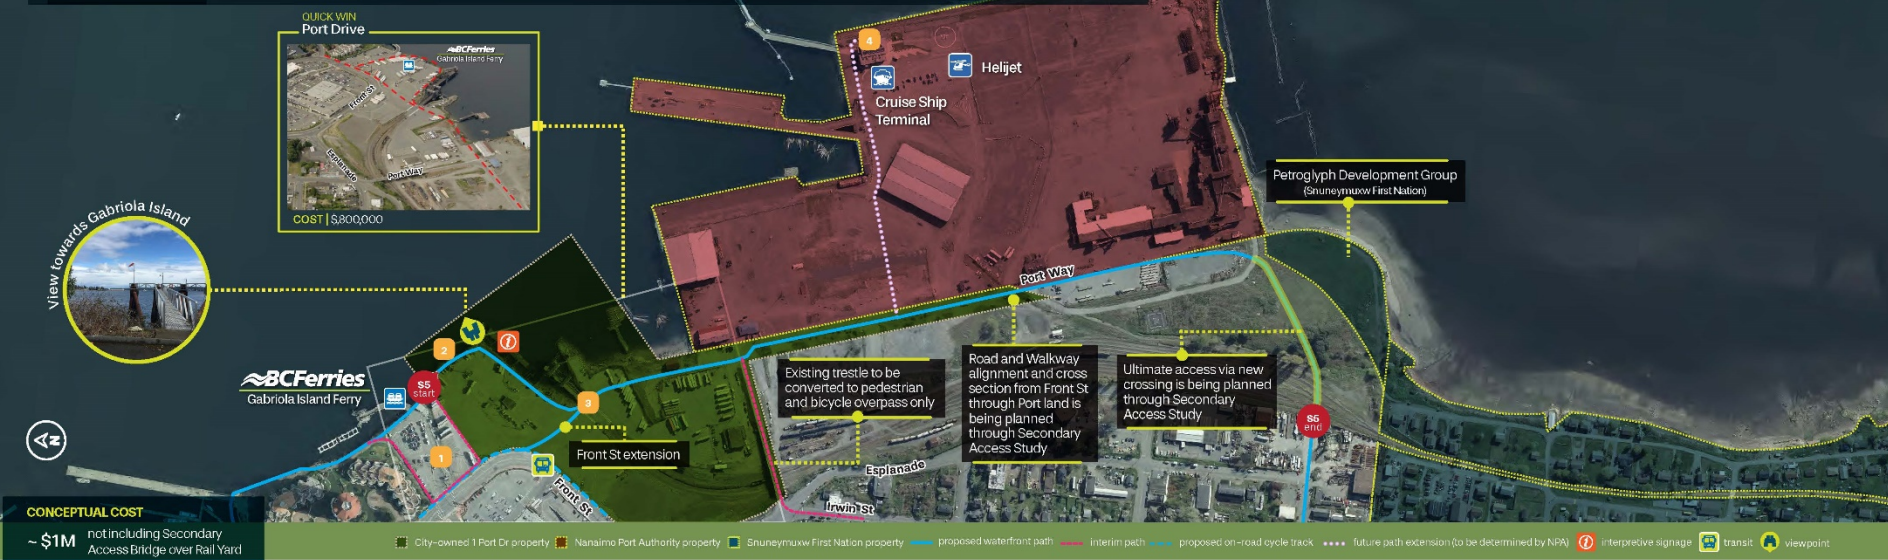 QUICK WIN
Port Drive
BCFerries
Gabriola Island Ferry
Front St
Esplanade
Port Way
COST | $,800,000
View towards Gabriola Island
4
Helijet
Cruise Ship
Terminal
Petroglyph Development Group
(Snuneymuxw First Nation)
Port Way
2
i
BCFerries
Gabriola Island Ferry
S5
start
3
1
Front St extension
Front St
Existing trestle to be
converted to pedestrian
and bicycle overpass only
Road and Walkway
alignment and cross
section from Front St
through Port land is
being planned
through Secondary
Access Study
Ultimate access via new
crossing is being planned
through Secondary
Access Study
S5
end
Esplanade
Irwin St
N
CONCEPTUAL COST
~ $1M
not including Secondary
Access Bridge over Rail Yard
City-owned 1 Port Dr property
Nanaimo Port Authority property
Snuneymuxw First Nation property
proposed waterfront path
interim path
proposed on-road cycle track
future path extension (to be determined by NPA)
i
interpretive signage
transit
viewpoint